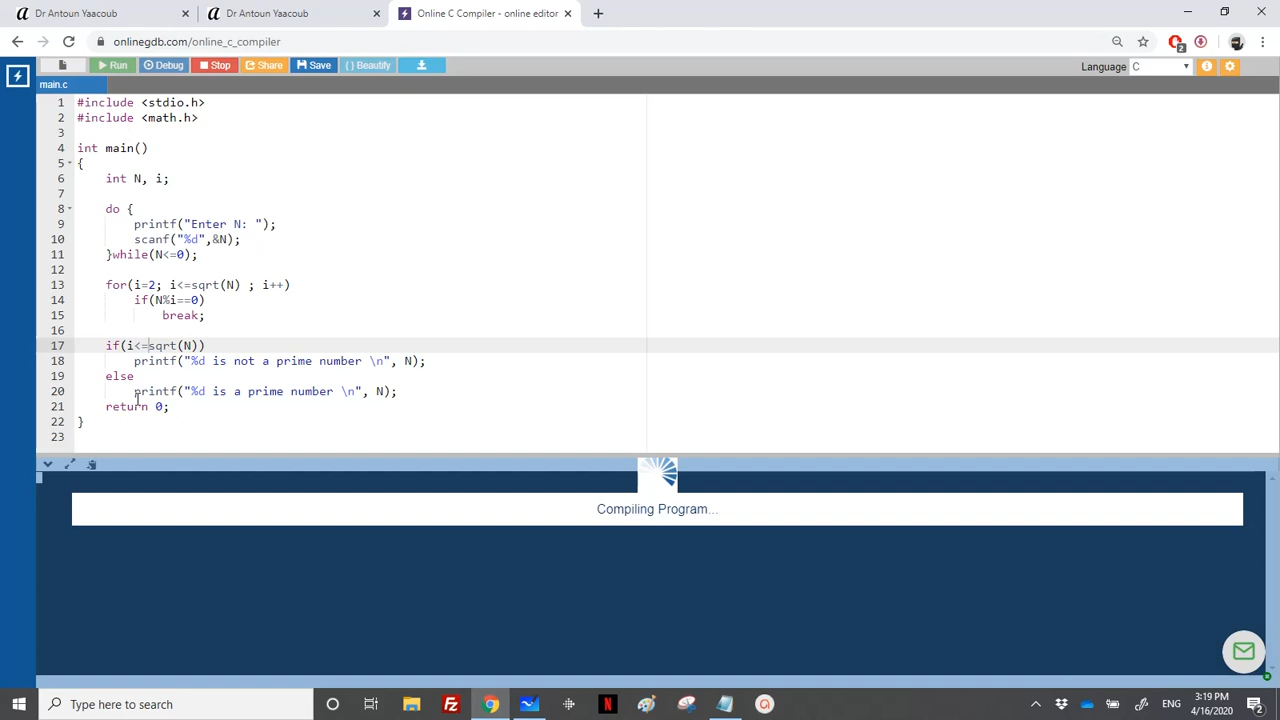 Dr Antoun Yaacoub
Dr Antoun Yaacoub
Online C Compiler - online editor
onlinegdb.com/online_c_compiler
2
Run Debug Stop Share Save { } Beautify Language C
main.c
1 #include <stdio.h>
2 #include <math.h>
3
4 int main()
5 {
6 int N, i;
7
8 do {
9 printf("Enter N: ");
10 scanf("%d",&N);
11 }while(N<=0);
12
13 for(i=2; i<=sqrt(N) ; i++)
14 if(N%i==0)
15 break;
16
17 if(i<=sqrt(N))
18 printf("%d is not a prime number \n", N);
19 else
20 printf("%d is a prime number \n", N);
21 return 0;
22 }
23
Compiling Program...
Type here to search
ENG
3:19 PM
4/16/2020
2